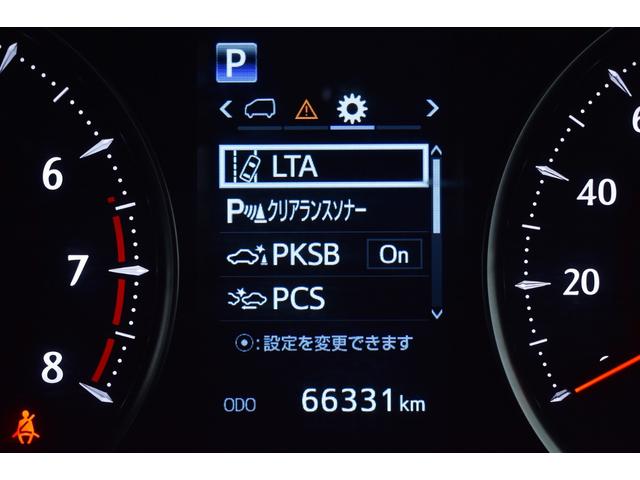 P
6
7
8
LTA
Pクリアランスソナー
PKSB On
PCS
:設定を変更できます
ODO 66331km
6
40
20